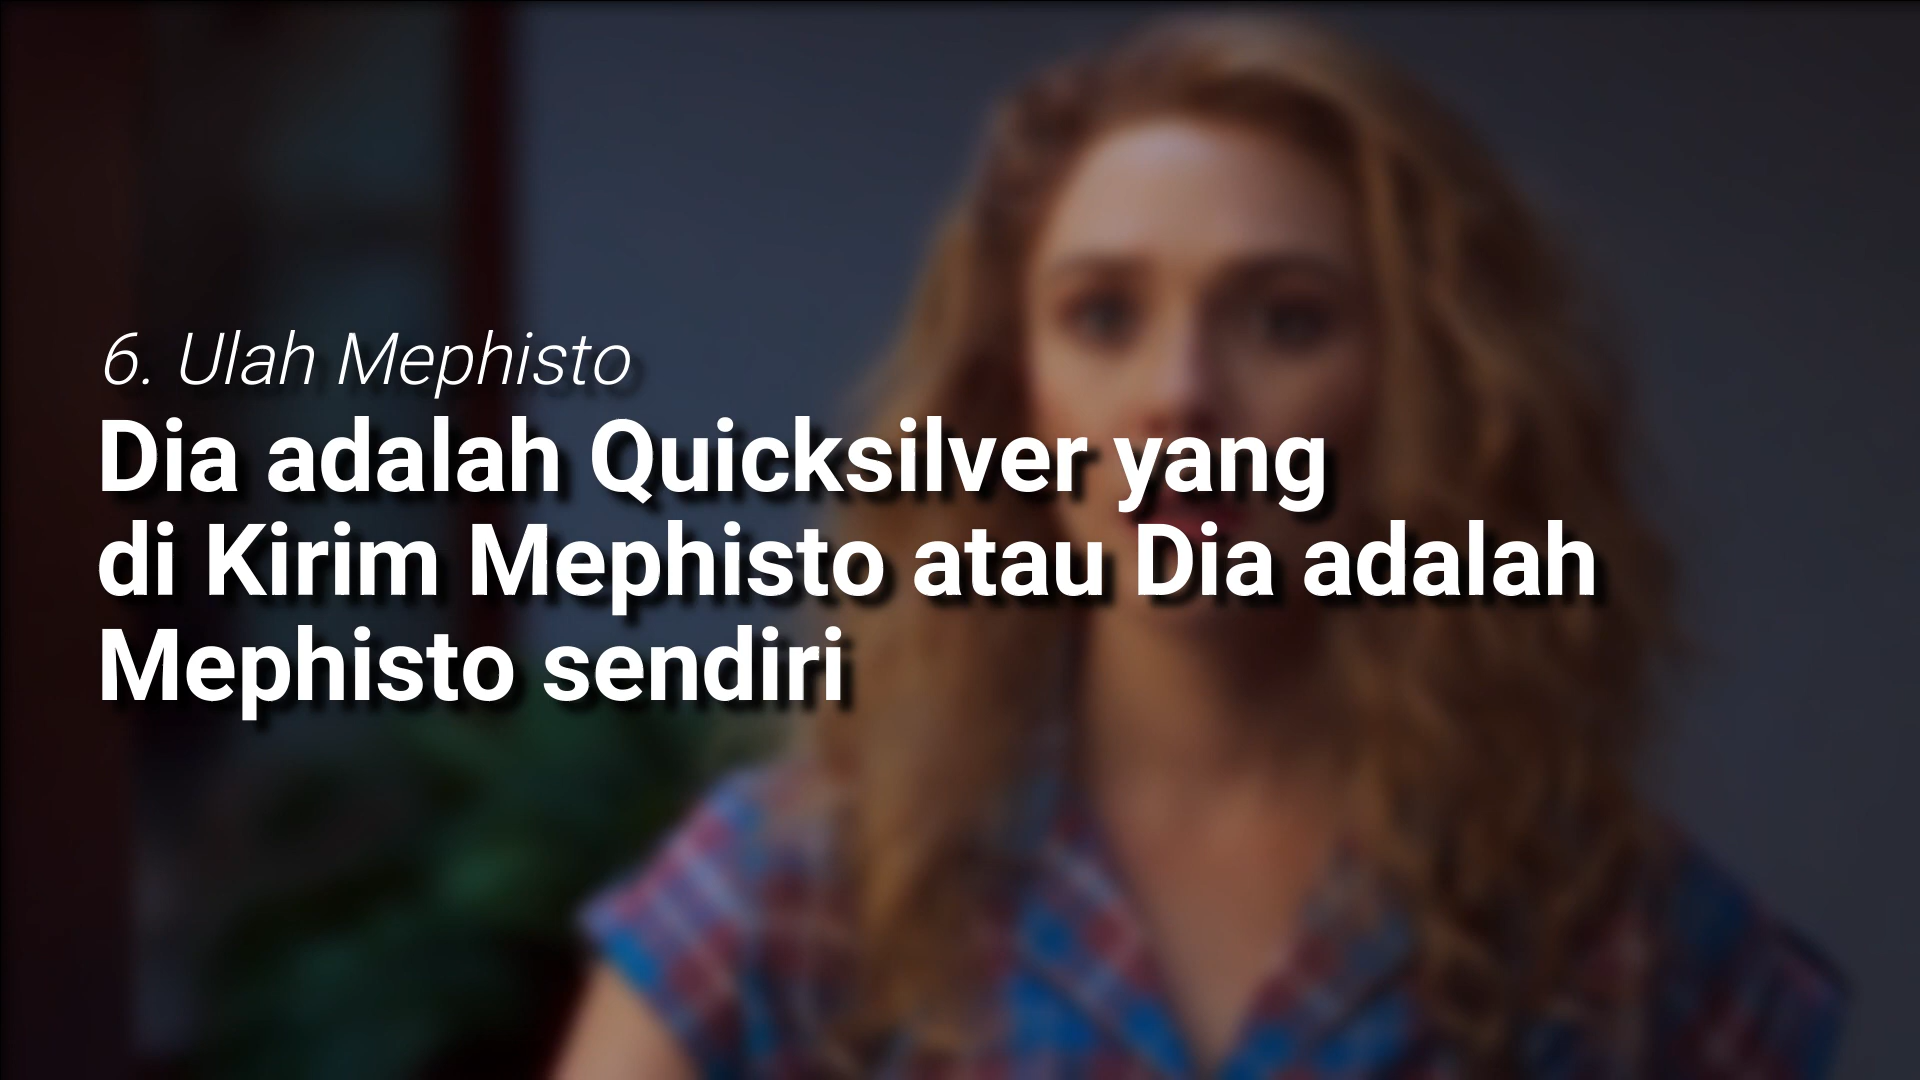 6. Ulah Mephisto
Dia adalah Quicksilver yang
di Kirim Mephisto atau Dia adalah
Mephisto sendiri